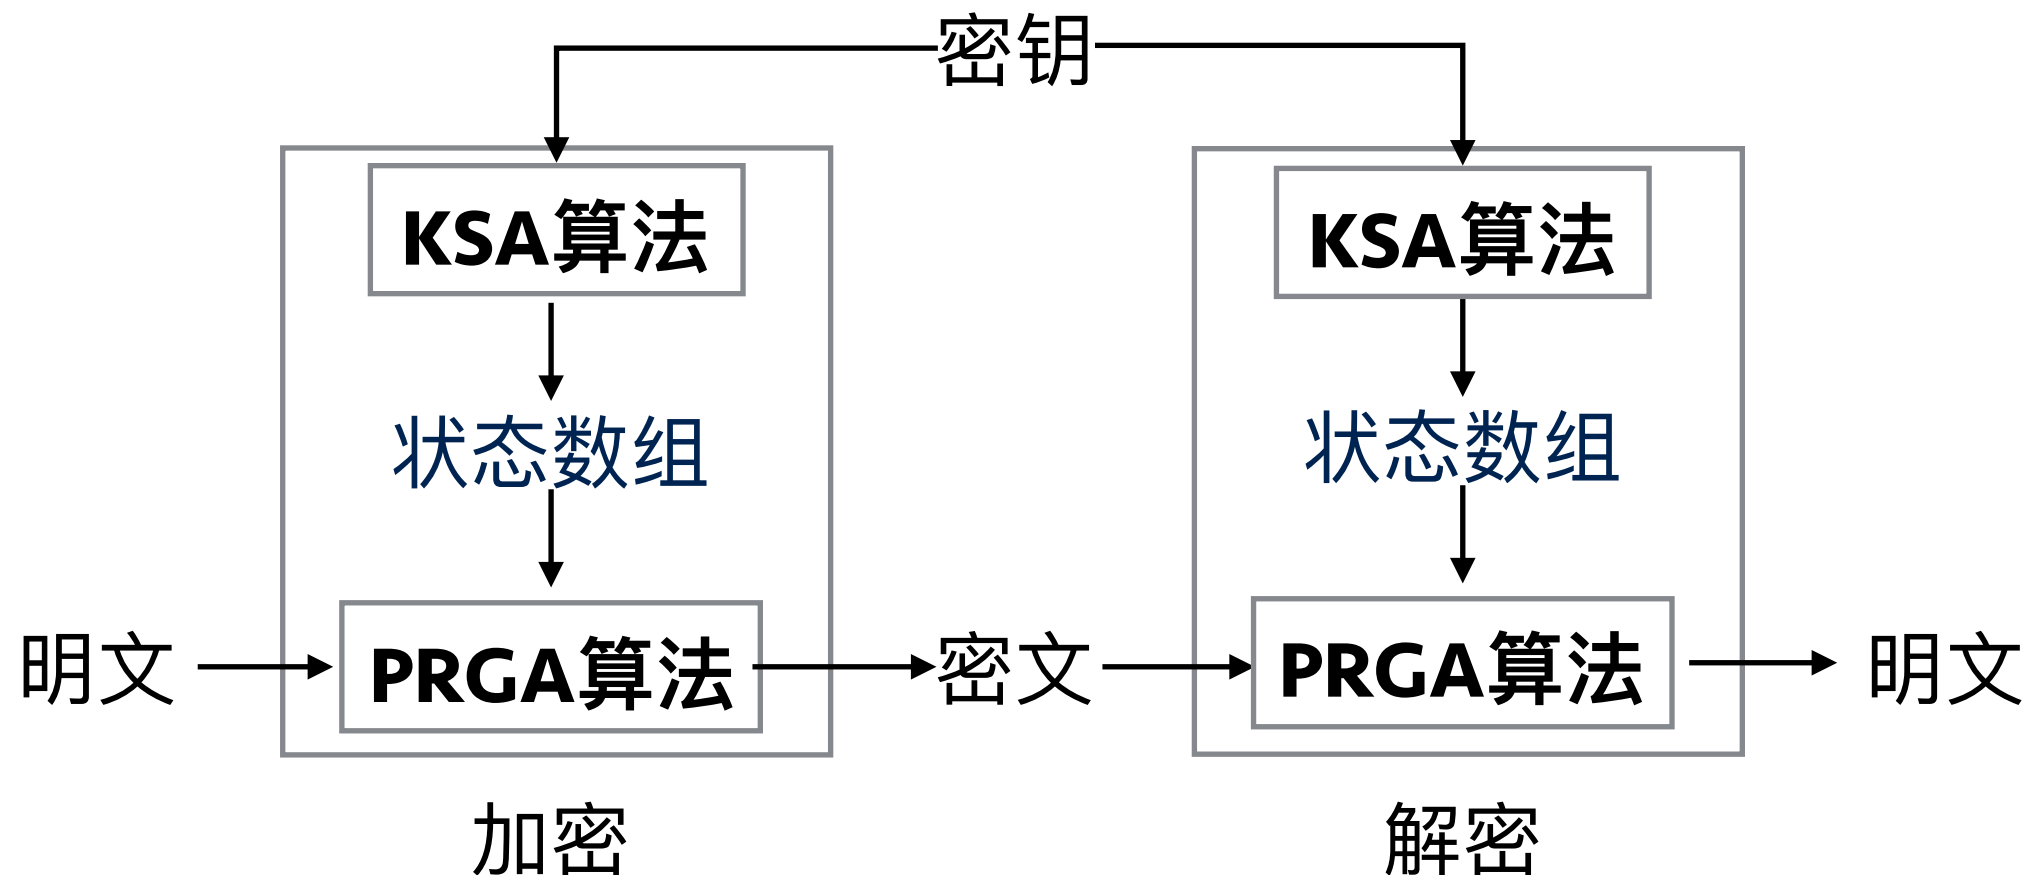 密钥
KSA算法
KSA算法
状态数组
状态数组
明文
PRGA算法
密文
PRGA算法
明文
加密
解密